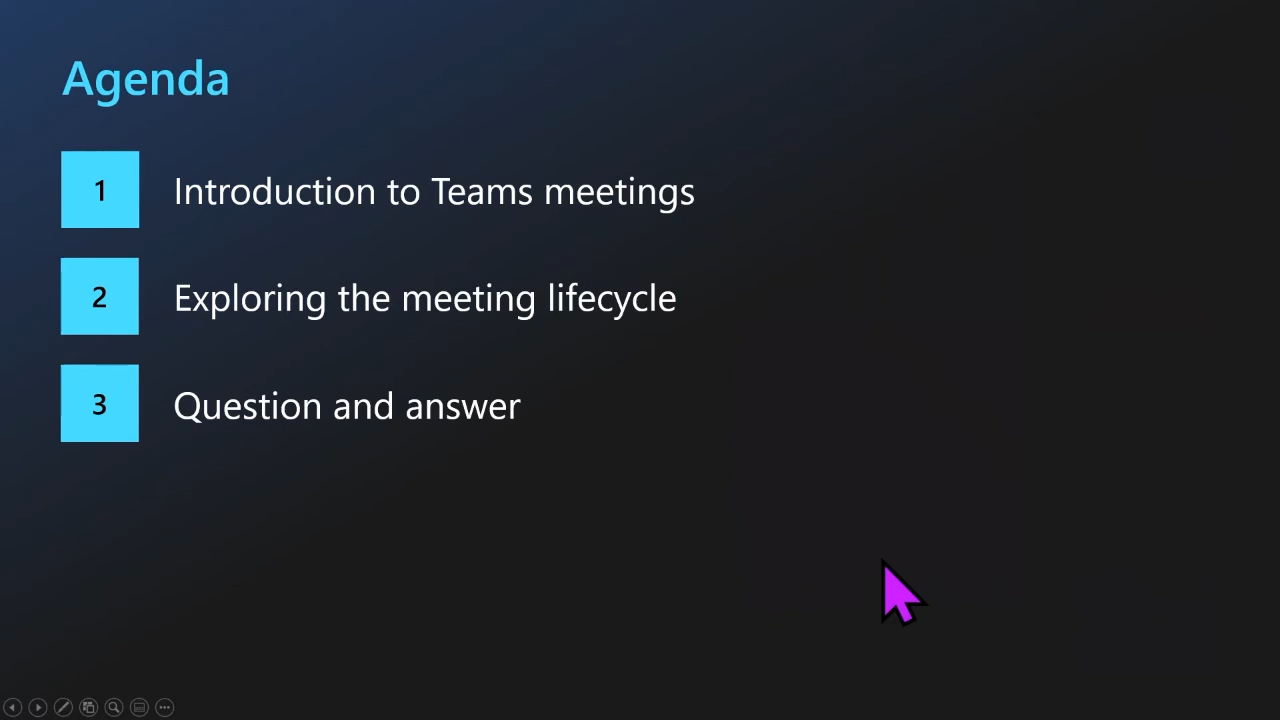 Agenda
1 Introduction to Teams meetings
2 Exploring the meeting lifecycle
3 Question and answer